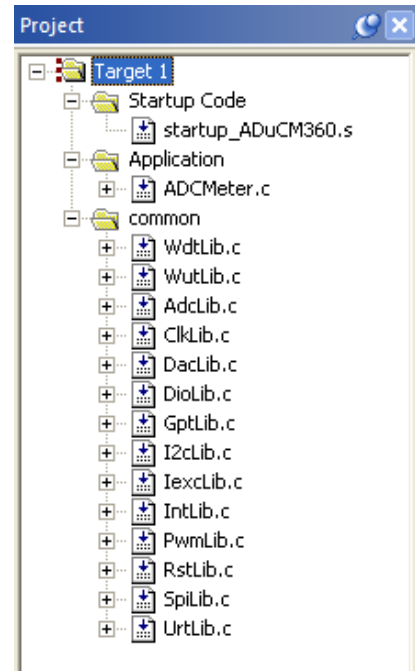 Project
Target 1
Startup Code
startup_ADuCM360.s
Application
ADCMeter.c
common
WdtLib.c
WutLib.c
AdcLib.c
ClkLib.c
DacLib.c
DioLib.c
GptLib.c
I2cLib.c
IexcLib.c
IntLib.c
PwmLib.c
RstLib.c
SpiLib.c
UrtLib.c